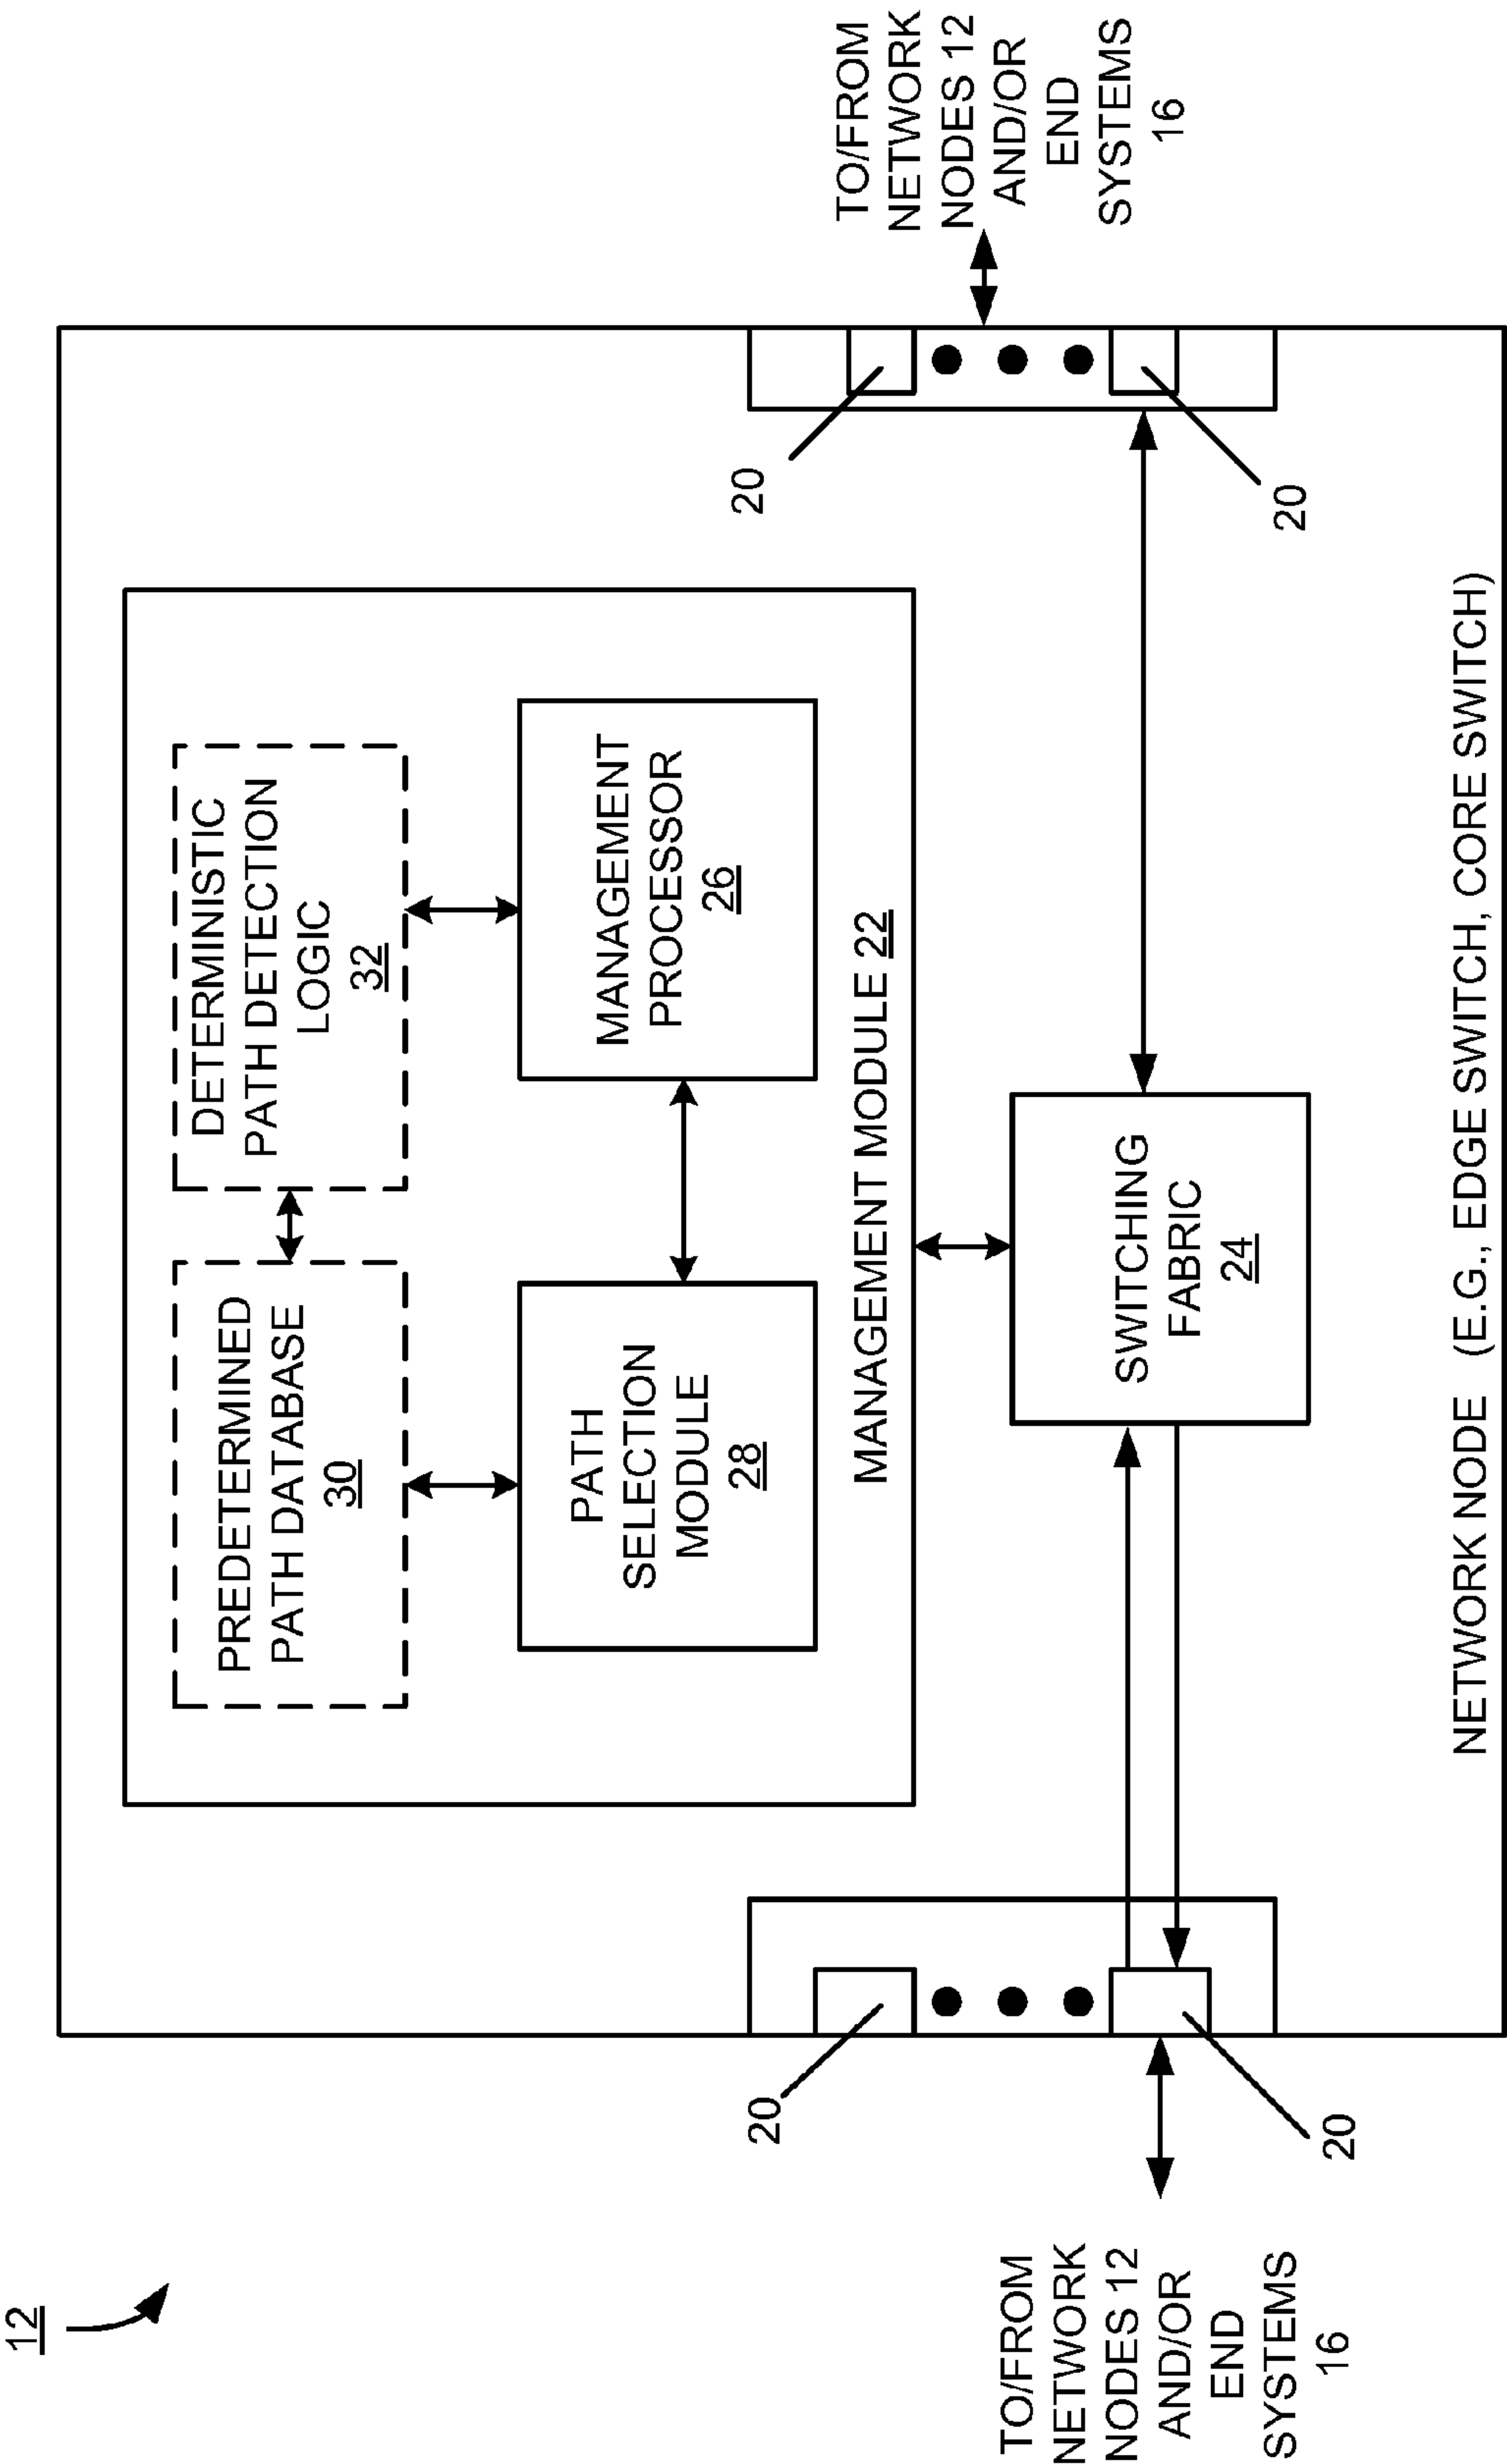 12
PREDETERMINED
PATH DATABASE
30
DETERMINISTIC
PATH DETECTION
LOGIC
32
PATH
SELECTION
MODULE
28
MANAGEMENT
PROCESSOR
26
MANAGEMENT MODULE 22
20
20
20
20
SWITCHING
FABRIC
24
TO/FROM
NETWORK
NODES 12
AND/OR
END
SYSTEMS
16
TO/FROM
NETWORK
NODES 12
AND/OR
END
SYSTEMS
16
NETWORK NODE (E.G., EDGE SWITCH, CORE SWITCH)